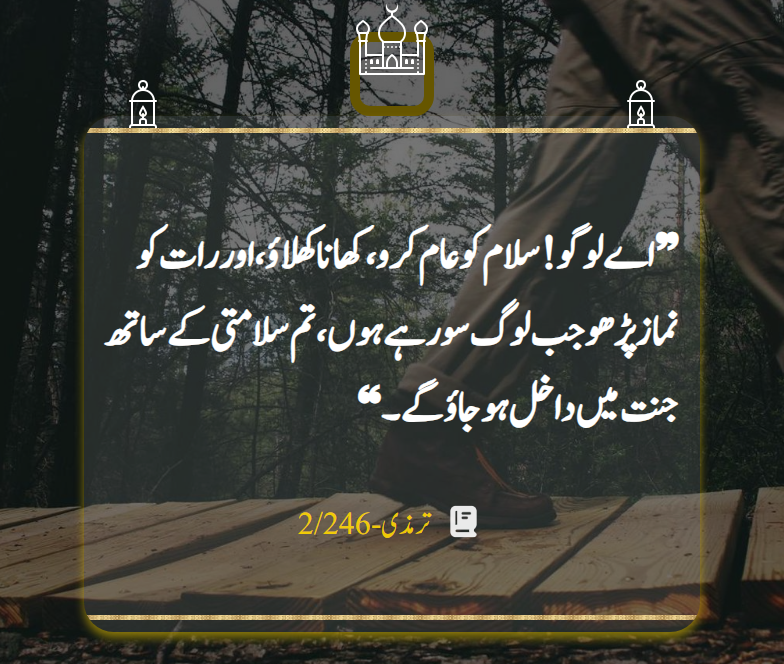 ”اے لوگو! سلام کو عام کرو، کھانا کھلاؤ، اور رات کو
نماز پڑھو جب لوگ سو رہے ہوں، تم سلامتی کے ساتھ
جنت میں داخل ہو جاؤ گے۔“
ترمذی-2/246